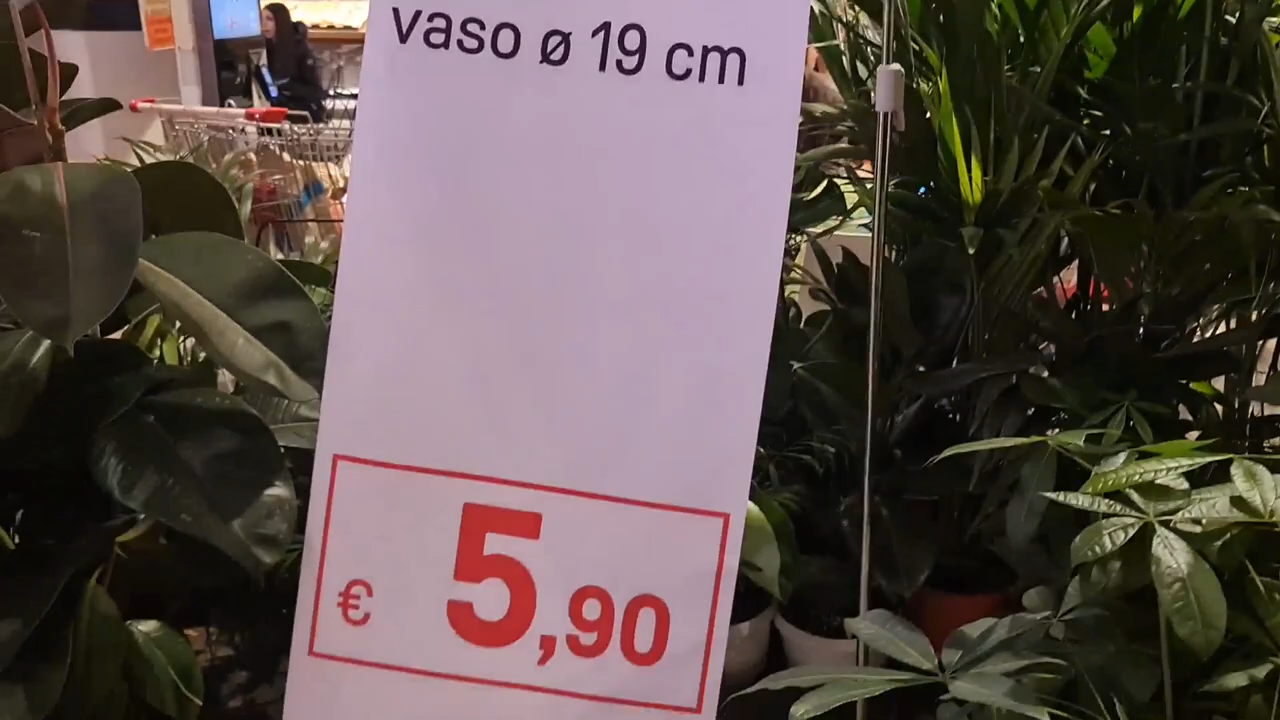 vaso ø 19 cm
€ 5,90